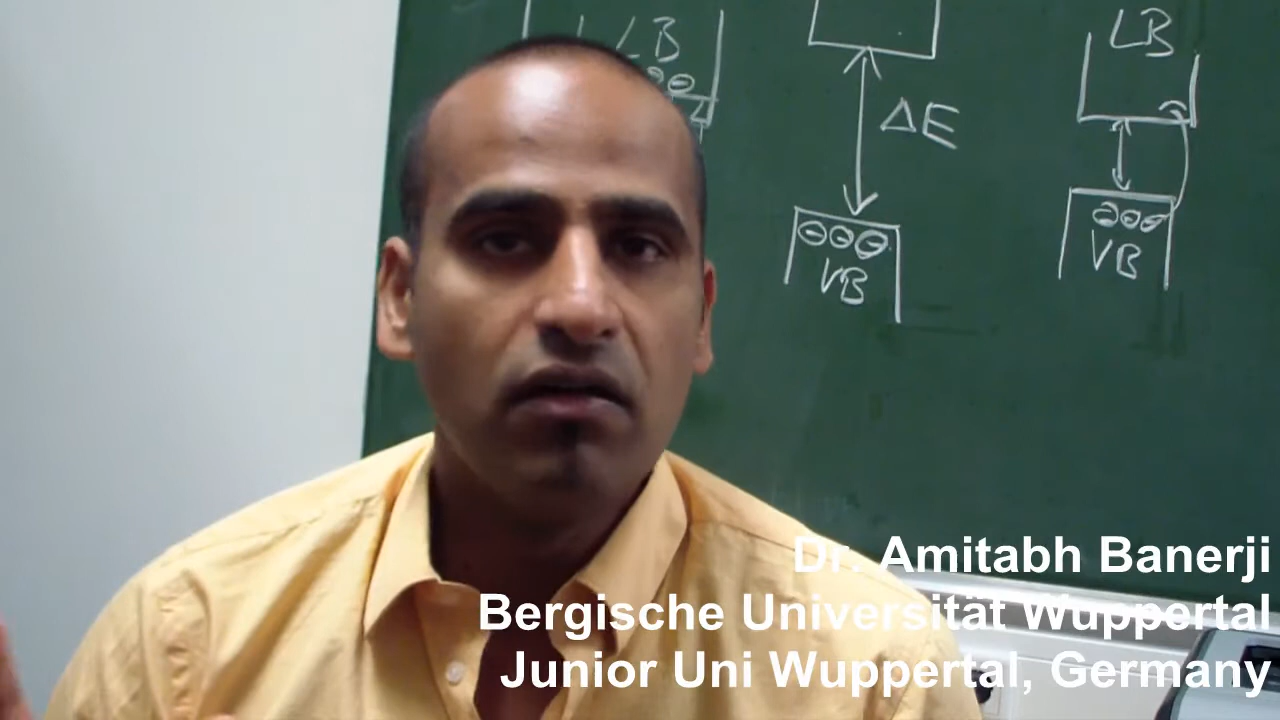 LB
LB
ΔE
VB
VB
Dr. Amitabh Banerji
Bergische Universität Wuppertal
Junior Uni Wuppertal, Germany